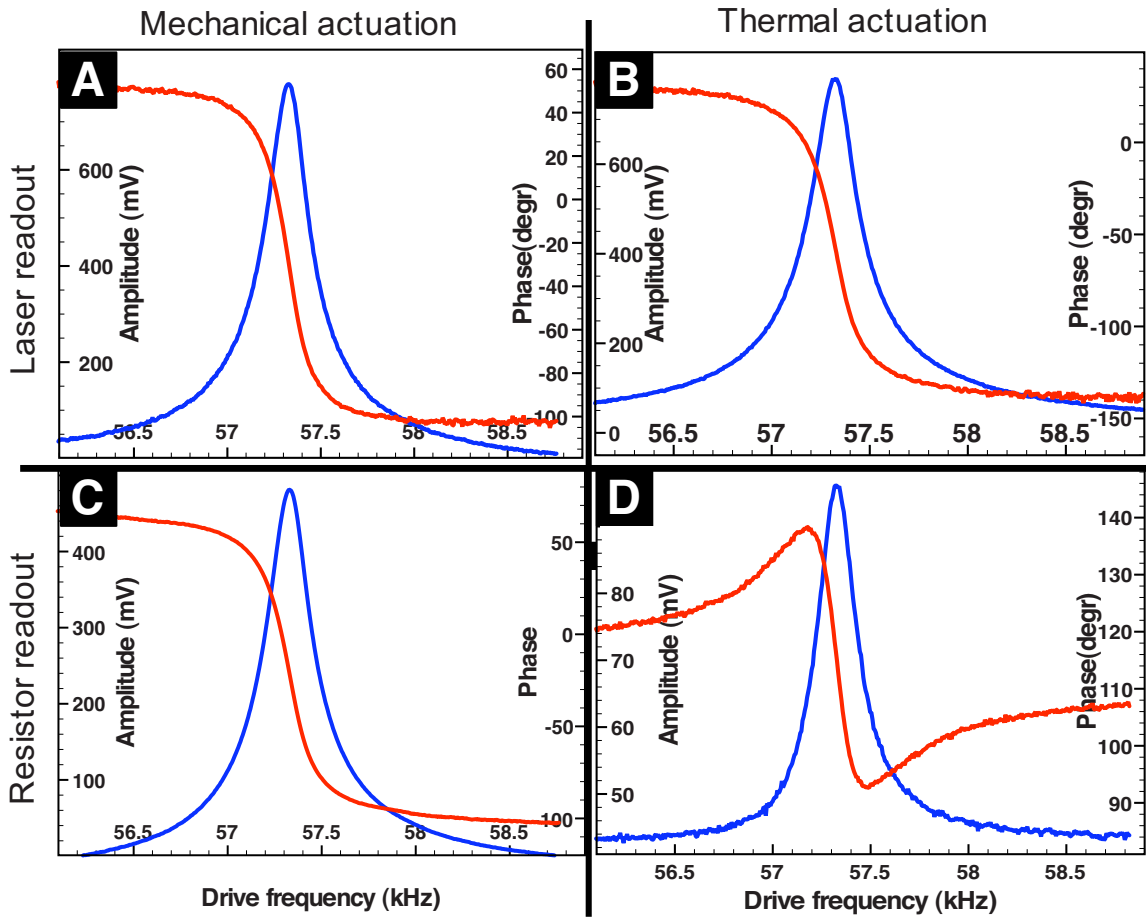 Mechanical actuation
Thermal actuation
Laser readout
Resistor readout
A
Amplitude (mV)
600
400
200
Phase(degr)
60
40
20
0
-20
-40
-60
-80
-100
56.5 57 57.5 58 58.5
B
Amplitude (mV)
600
400
200
0
Phase (degr)
0
-50
-100
-150
56.5 57 57.5 58 58.5
C
Amplitude (mV)
400
300
200
100
Phase
50
0
-50
-100
56.5 57 57.5 58 58.5
Drive frequency (kHz)
D
Amplitude (mV)
80
70
60
50
Phase(degr)
140
130
120
110
100
90
56.5 57 57.5 58 58.5
Drive frequency (kHz)